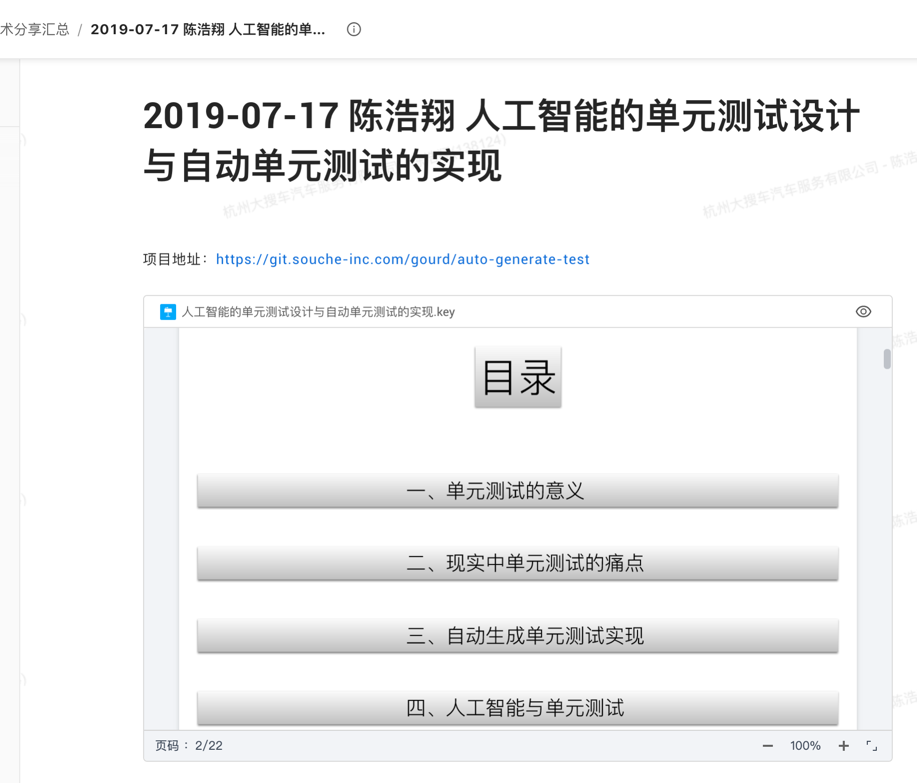 术分享汇总 / 2019-07-17 陈浩翔 人工智能的单...
2019-07-17 陈浩翔 人工智能的单元测试设计
与自动单元测试的实现
杭州大搜车汽车服务有限公司 - 陈浩
项目地址： https://git.souche-inc.com/gourd/auto-generate-test
人工智能的单元测试设计与自动单元测试的实现.key
目录
一、单元测试的意义
二、现实中单元测试的痛点
三、自动生成单元测试实现
四、人工智能与单元测试
页码： 2/22
100%